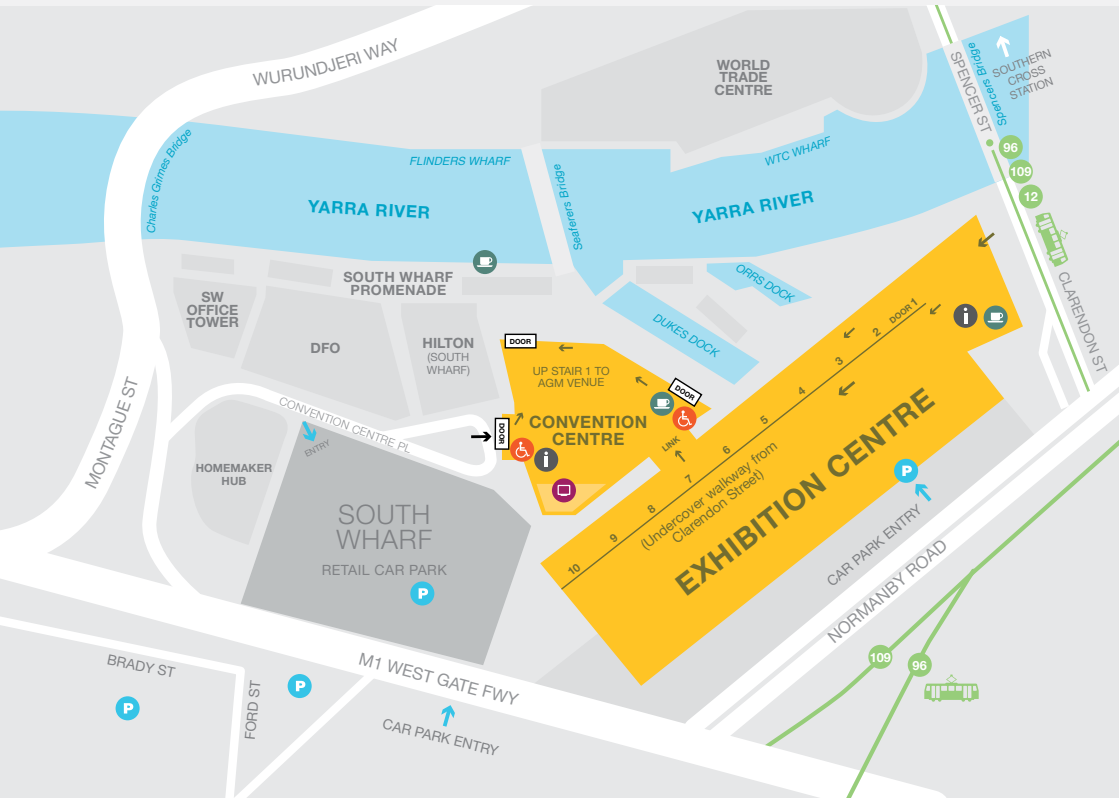 WURUNDJERI WAY
WORLD
TRADE
CENTRE
SPENCER ST
Spencers Bridge
SOUTHERN
CROSS
STATION
96
109
12
Charles Grimes Bridge
FLINDERS WHARF
YARRA RIVER
Seafarers Bridge
WTC WHARF
YARRA RIVER
CLARENDON ST
SOUTH WHARF
PROMENADE
ORRS DOCK
DUKES DOCK
SW
OFFICE
TOWER
DFO
HILTON
(SOUTH
WHARF)
DOOR
UP STAIR 1 TO
AGM VENUE
DOOR
CONVENTION
CENTRE
DOOR
i
LINK
i
DOOR 1
2
3
4
5
6
7
8
9
10
(Undercover walkway from
Clarendon Street)
EXHIBITION CENTRE
MONTAGUE ST
CONVENTION CENTRE PL
ENTRY
HOMEMAKER
HUB
SOUTH
WHARF
RETAIL CAR PARK
P
P
CAR PARK ENTRY
NORMANBY ROAD
109
96
M1 WEST GATE FWY
BRADY ST
P
FORD ST
P
CAR PARK ENTRY